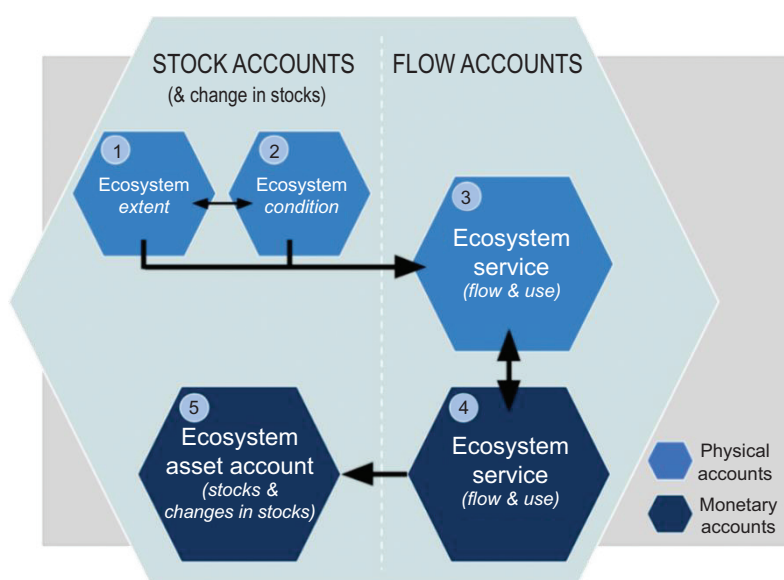 STOCK ACCOUNTS
(& change in stocks)
FLOW ACCOUNTS
1
Ecosystem
extent
2
Ecosystem
condition
3
Ecosystem
service
(flow & use)
5
Ecosystem
asset account
(stocks &
changes in stocks)
4
Ecosystem
service
(flow & use)
Physical
accounts
Monetary
accounts